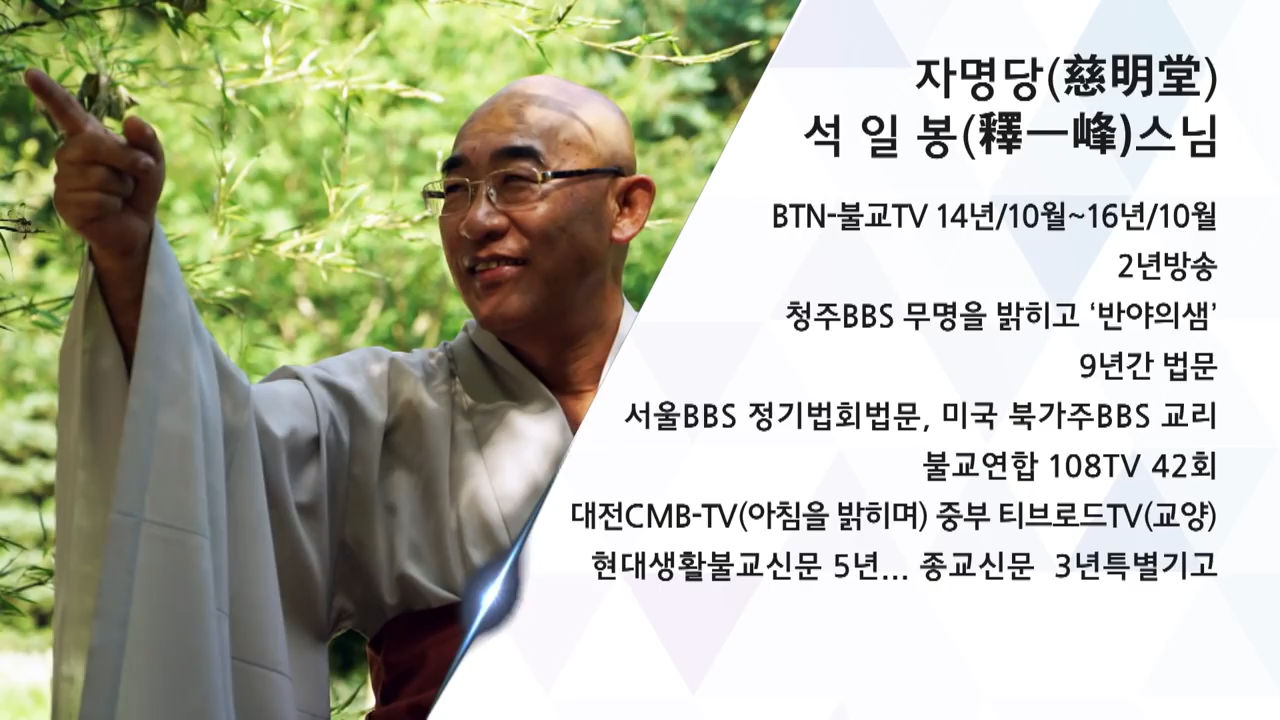 자명당(慈明堂)
석 일 봉(釋一峰)스님
BTN-불교TV 14년/10월~16년/10월
2년방송
청주BBS 무명을 밝히고 ‘반야의샘’
9년간 법문
서울BBS 정기법회법문, 미국 북가주BBS 교리
불교연합 108TV 42회
대전CMB-TV(아침을 밝히며) 중부 티브로드TV(교양)
현대생활불교신문 5년... 종교신문 3년특별기고